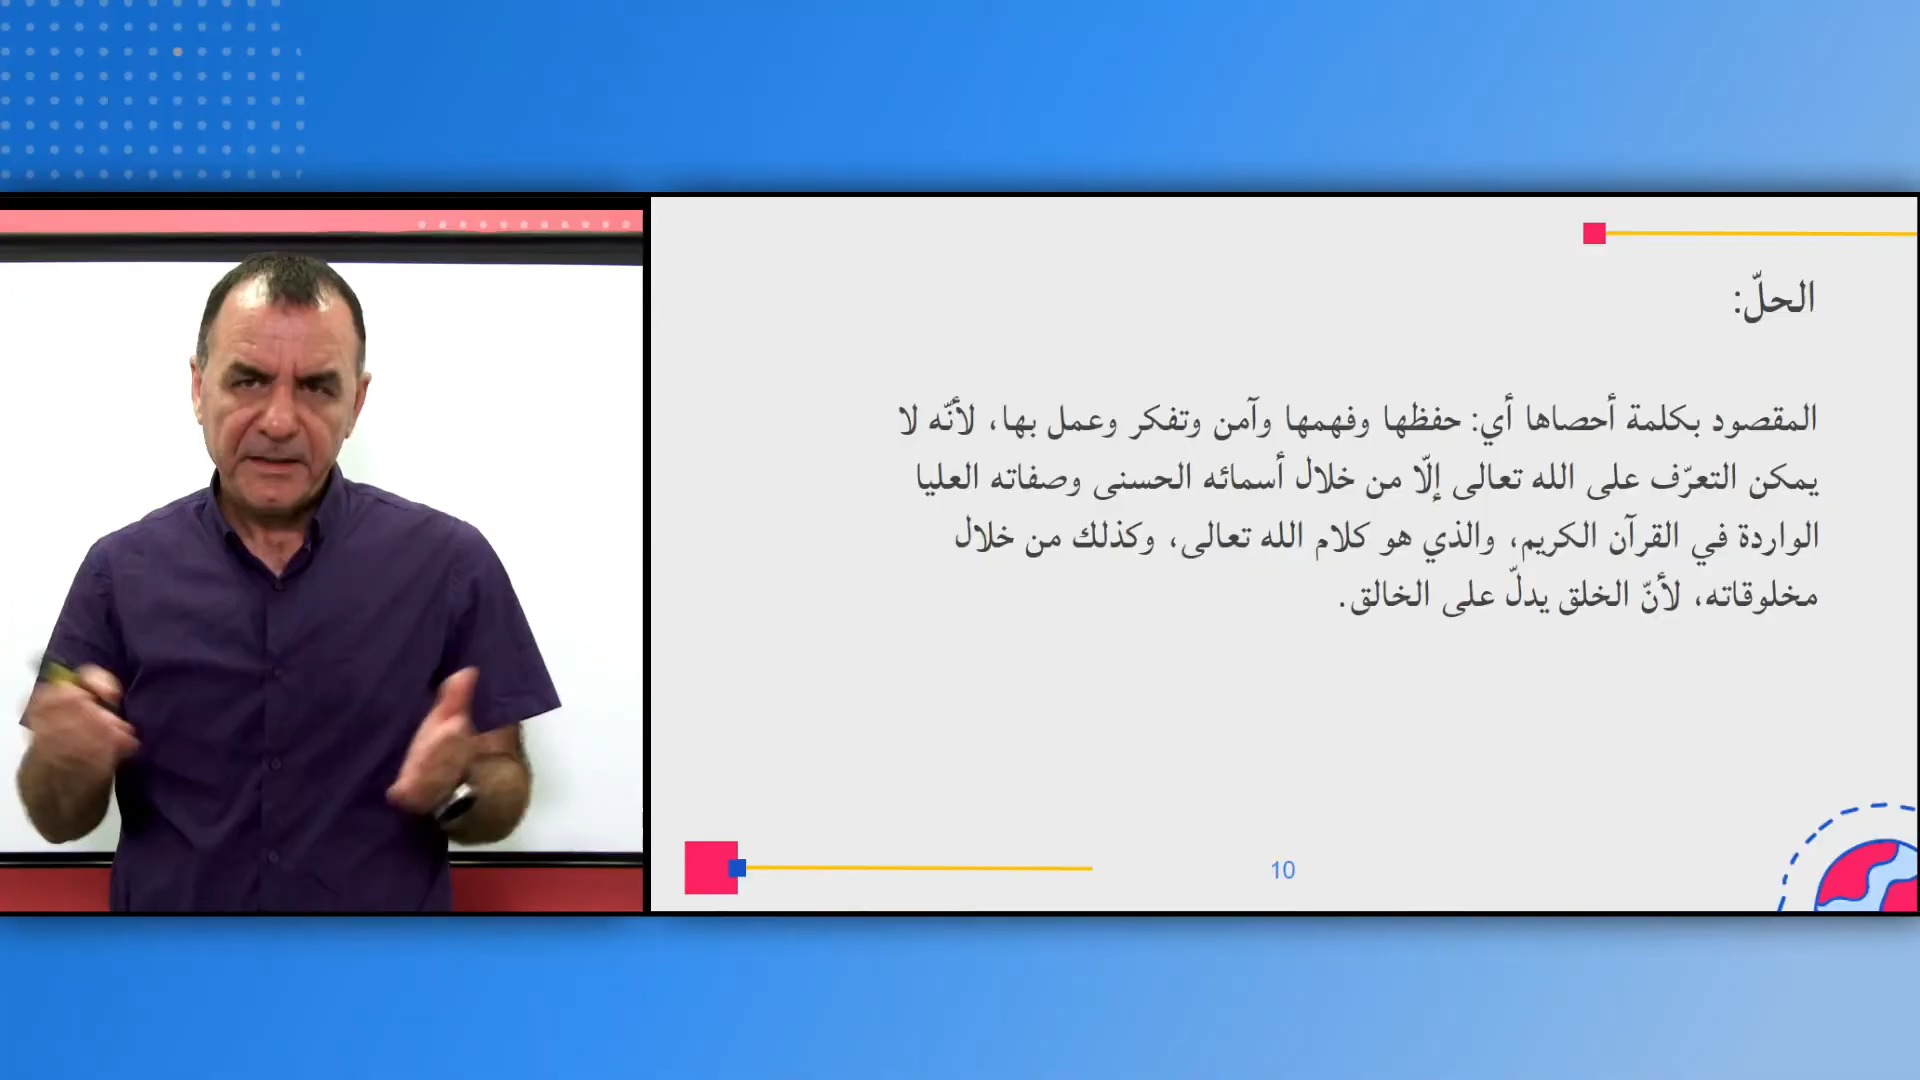 الحلّ:
المقصود بكلمة أحصاها أي: حفظها وفهمها وآمن وتفكر وعمل بها، لأنّه لا
يمكن التعرّف على الله تعالى إلّا من خلال أسمائه الحسنى وصفاته العليا
الواردة في القرآن الكريم، والذي هو كلام الله تعالى، وكذلك من خلال
مخلوقاته، لأنّ الخلق يدلّ على الخالق.
10